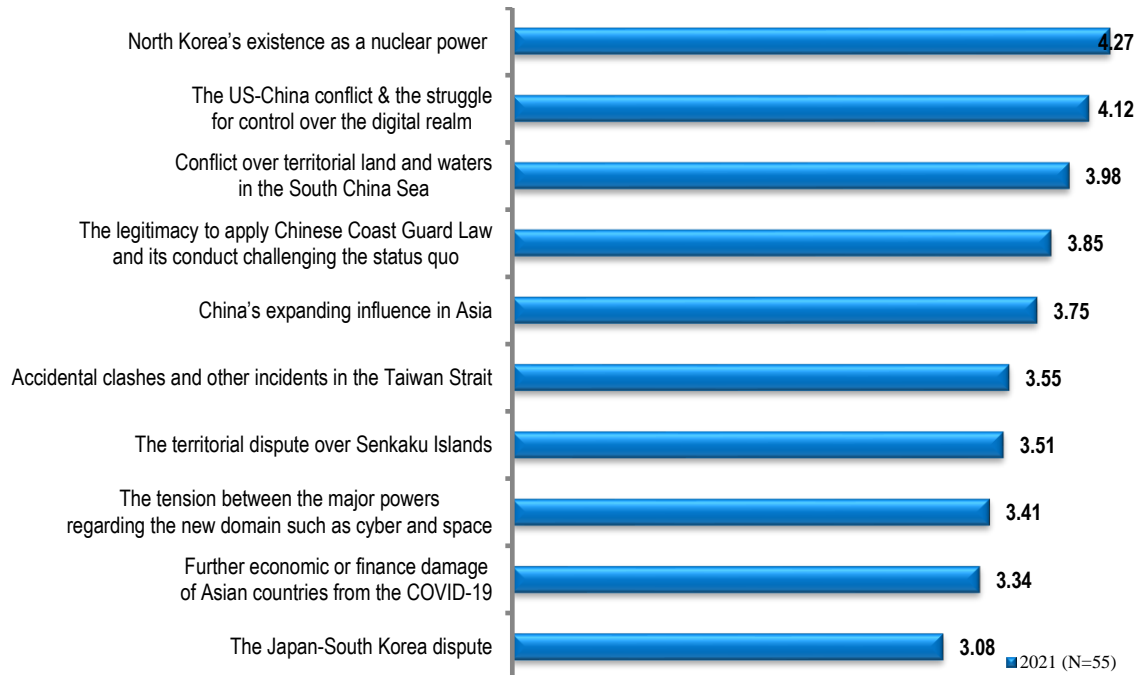 North Korea’s existence as a nuclear power
4.27
The US-China conflict & the struggle
for control over the digital realm
4.12
Conflict over territorial land and waters
in the South China Sea
3.98
The legitimacy to apply Chinese Coast Guard Law
and its conduct challenging the status quo
3.85
China’s expanding influence in Asia
3.75
Accidental clashes and other incidents in the Taiwan Strait
3.55
The territorial dispute over Senkaku Islands
3.51
The tension between the major powers
regarding the new domain such as cyber and space
3.41
Further economic or finance damage
of Asian countries from the COVID-19
3.34
The Japan-South Korea dispute
3.08
2021 (N=55)